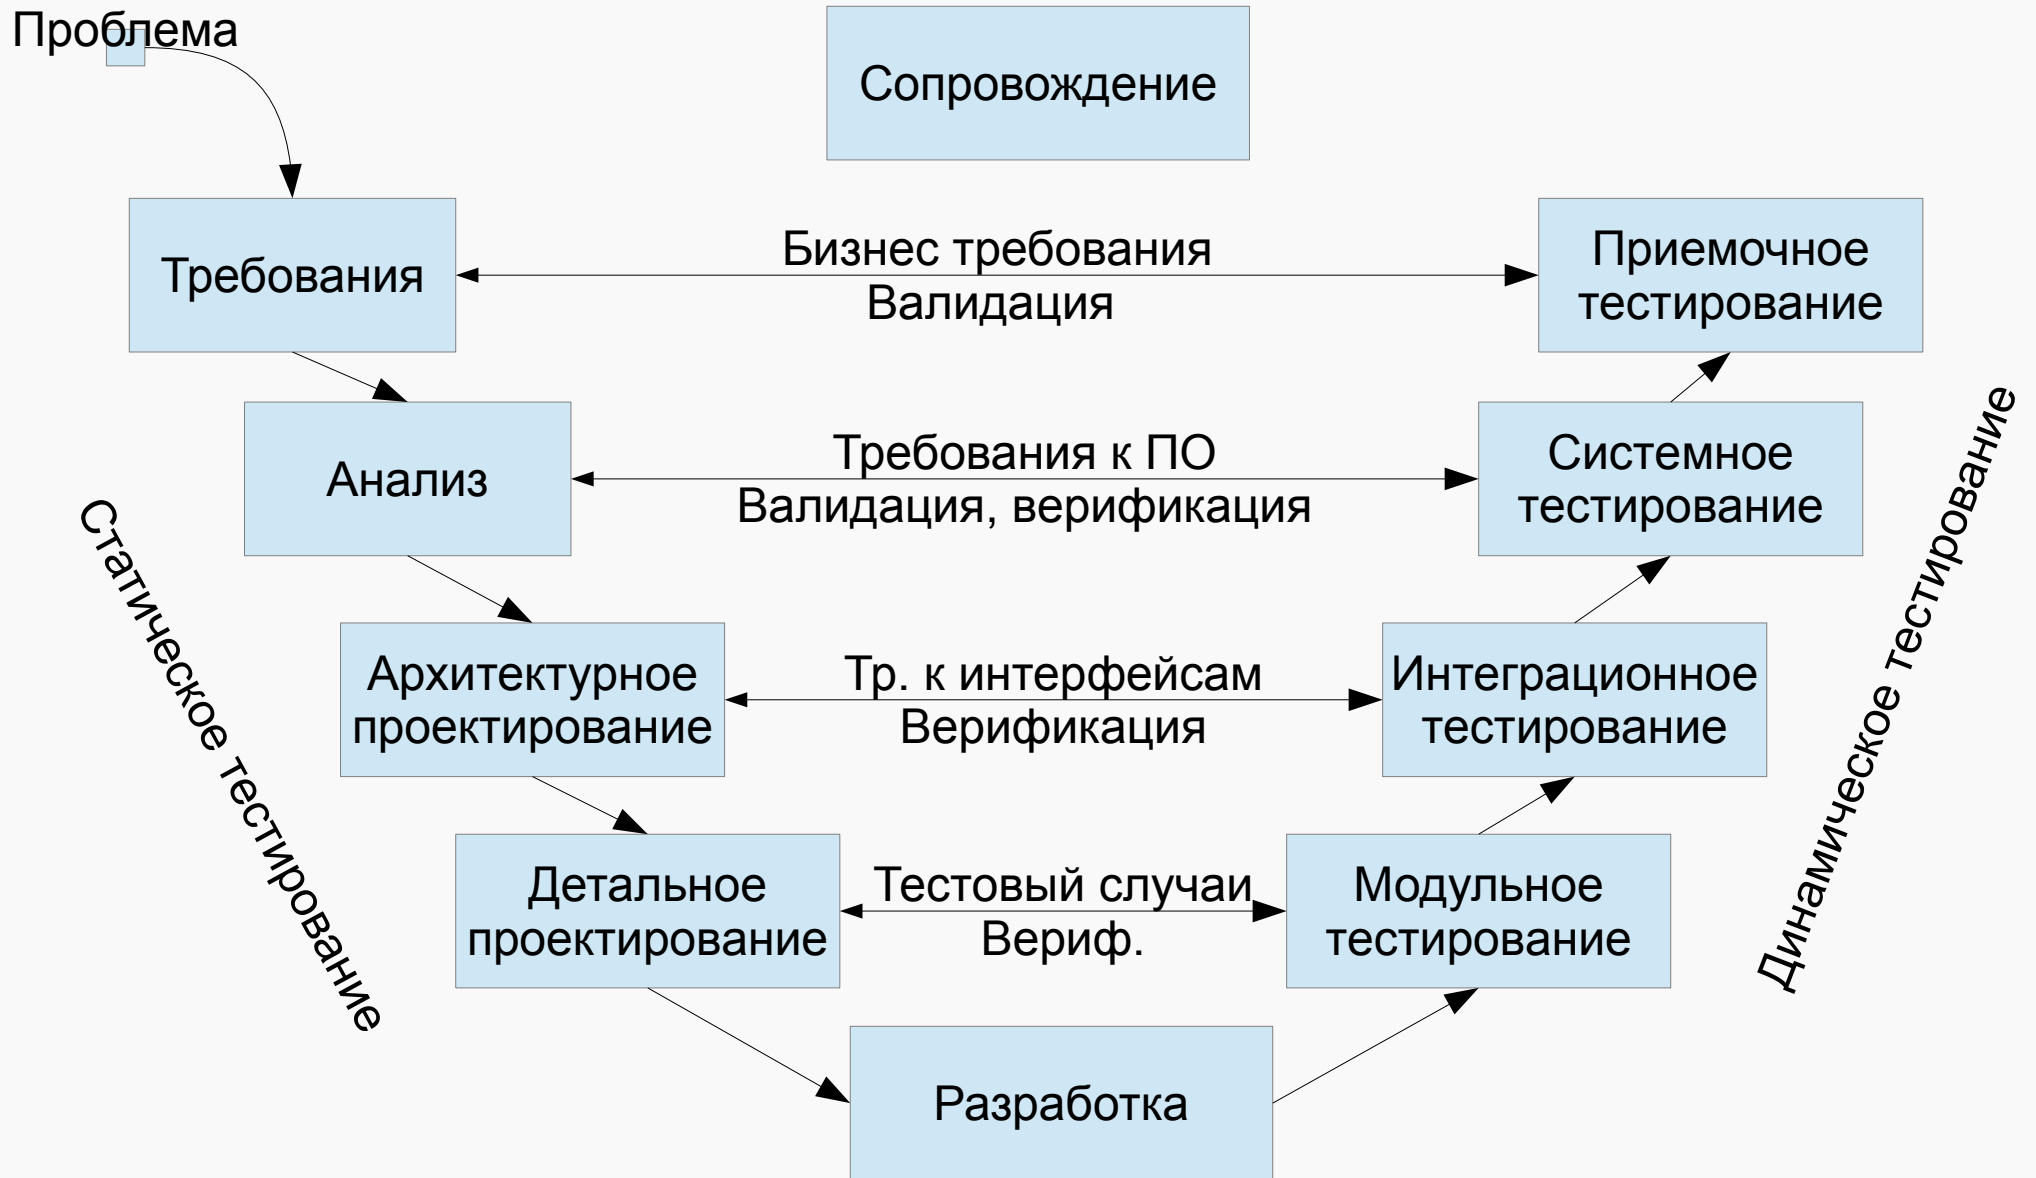 Проблема
Сопровождение
Требования
Бизнес требования
Валидация
Приемочное
тестирование
Анализ
Требования к ПО
Валидация, верификация
Системное
тестирование
Статическое тестирование
Динамическое тестирование
Архитектурное
проектирование
Тр. к интерфейсам
Верификация
Интеграционное
тестирование
Детальное
проектирование
Тестовый случаи
Вериф.
Модульное
тестирование
Разработка